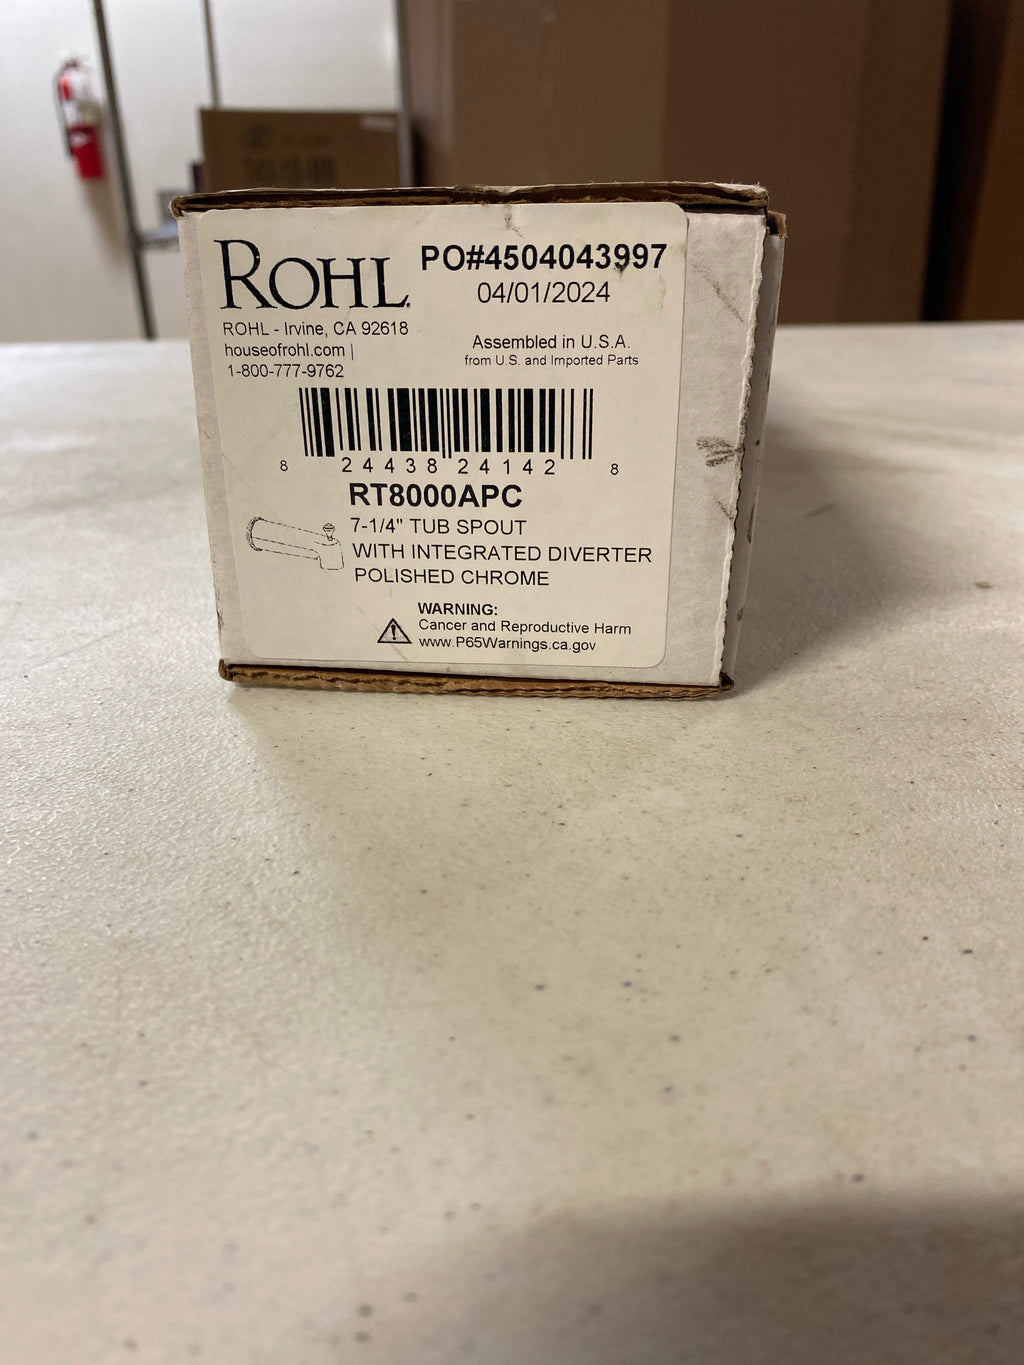 ROHL
PO#4504043997
04/01/2024
ROHL - Irvine, CA 92618
houseofrohl.com |
1-800-777-9762
Assembled in U.S.A.
from U.S. and Imported Parts
8 24438 24142 8
RT8000APC
7-1/4" TUB SPOUT
WITH INTEGRATED DIVERTER
POLISHED CHROME
WARNING:
Cancer and Reproductive Harm
www.P65Warnings.ca.gov